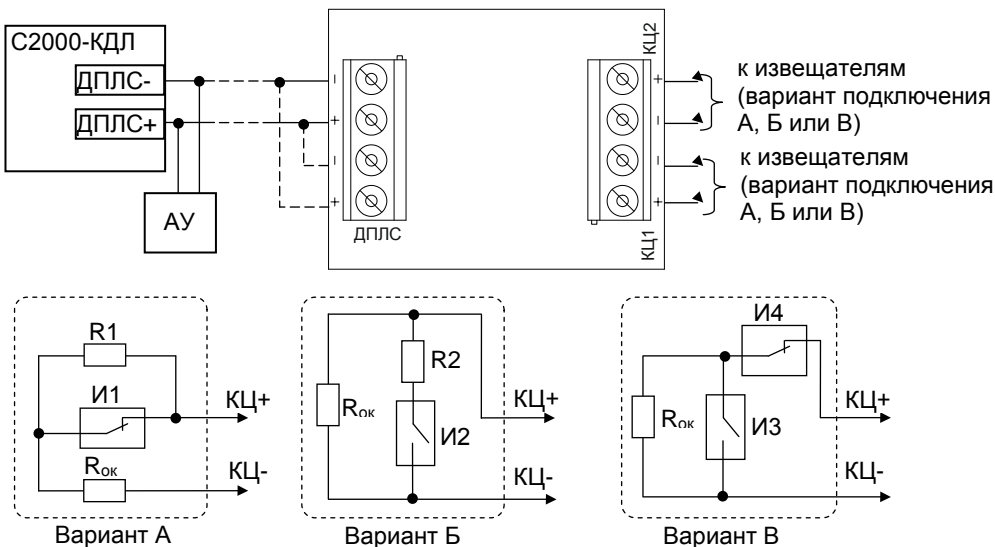 С2000-КДЛ
ДПЛС-
ДПЛС+
АУ
-
+
-
+
ДПЛС
КЦ2
+
-
-
+
КЦ1
к извещателям
(вариант подключения
А, Б или В)
к извещателям
(вариант подключения
А, Б или В)
R1
И1
Rок
КЦ+
КЦ-
Вариант А
Rок
R2
И2
КЦ+
КЦ-
Вариант Б
И4
Rок
И3
КЦ+
КЦ-
Вариант В